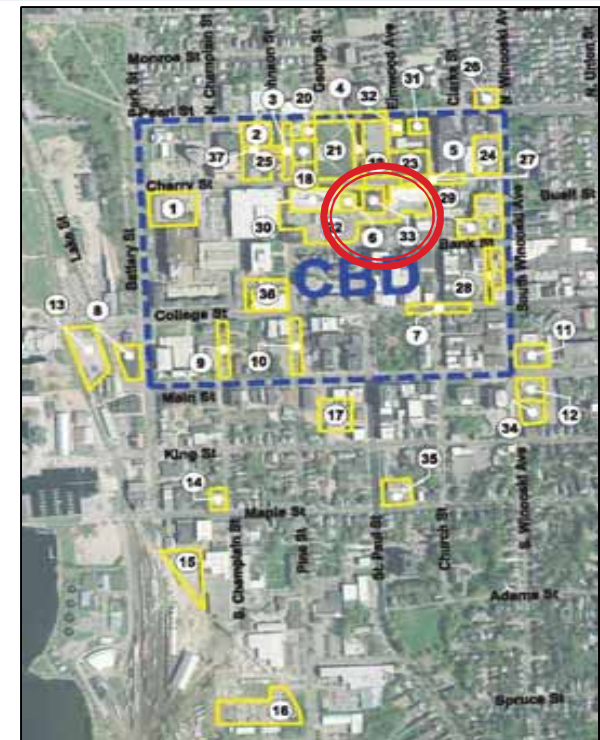 Monroe St
Park St
N. Champlain St
George St
Elmwood Ave
Clarke St
N. Winooski Av
N. Union St
Pearl St
26
31
32
4
20
3
2
37
25
21
23
5
24
27
18
Cherry St
1
29
30
6
33
Bank St
South Winooski Ave
Lake St
Battery St
CBD
28
36
College St
13
8
9
10
7
11
Main St
17
12
34
King St
14
35
Maple St
S. Winooski Ave
15
S. Champlain St
Pine St
St. Paul St
Church St
Adams St
16
Spruce St